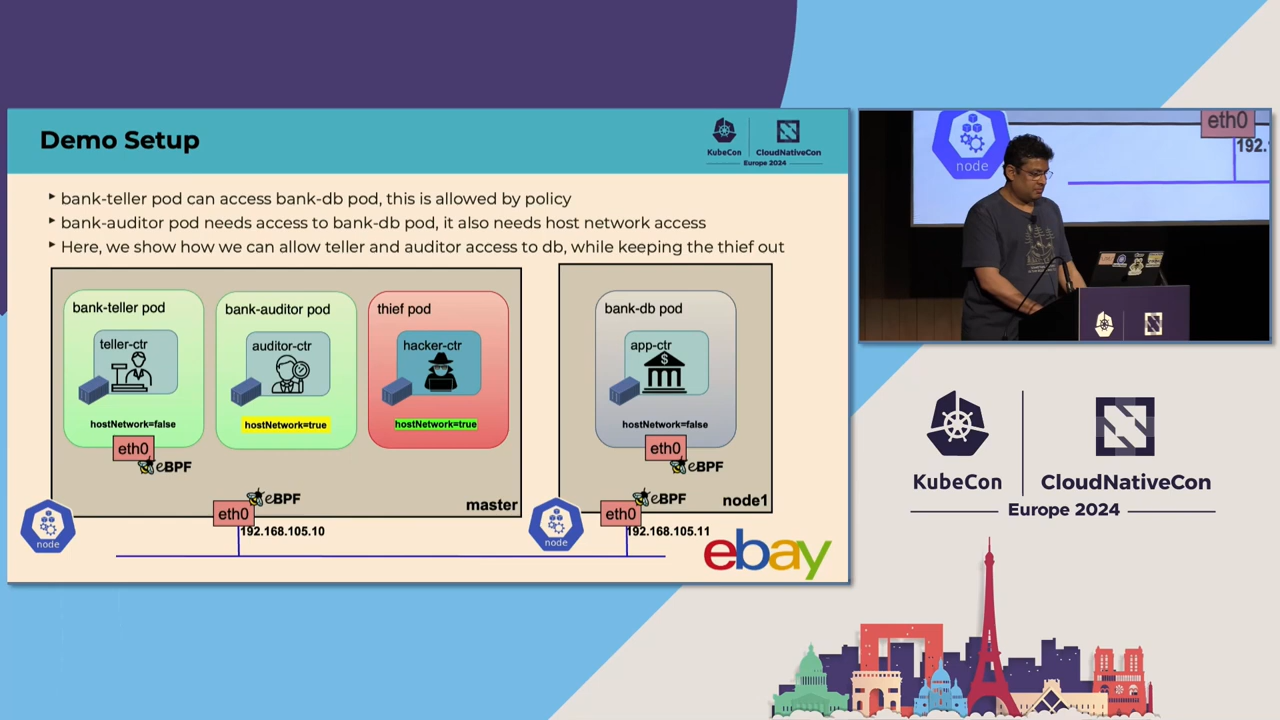 Demo Setup
KubeCon
CloudNativeCon
Europe 2024
bank-teller pod can access bank-db pod, this is allowed by policy
bank-auditor pod needs access to bank-db pod, it also needs host network access
Here, we show how we can allow teller and auditor access to db, while keeping the thief out
bank-teller pod
bank-auditor pod
thief pod
bank-db pod
teller-ctr
auditor-ctr
hacker-ctr
app-ctr
$
hostNetwork=false
hostNetwork=true
hostNetwork=true
hostNetwork=false
eth0
eBPF
eth0
eBPF
eBPF
eth0
master
eBPF
eth0
node1
node
192.168.105.10
node
192.168.105.11
ebay
node
eth0
192.
KubeCon
CloudNativeCon
Europe 2024